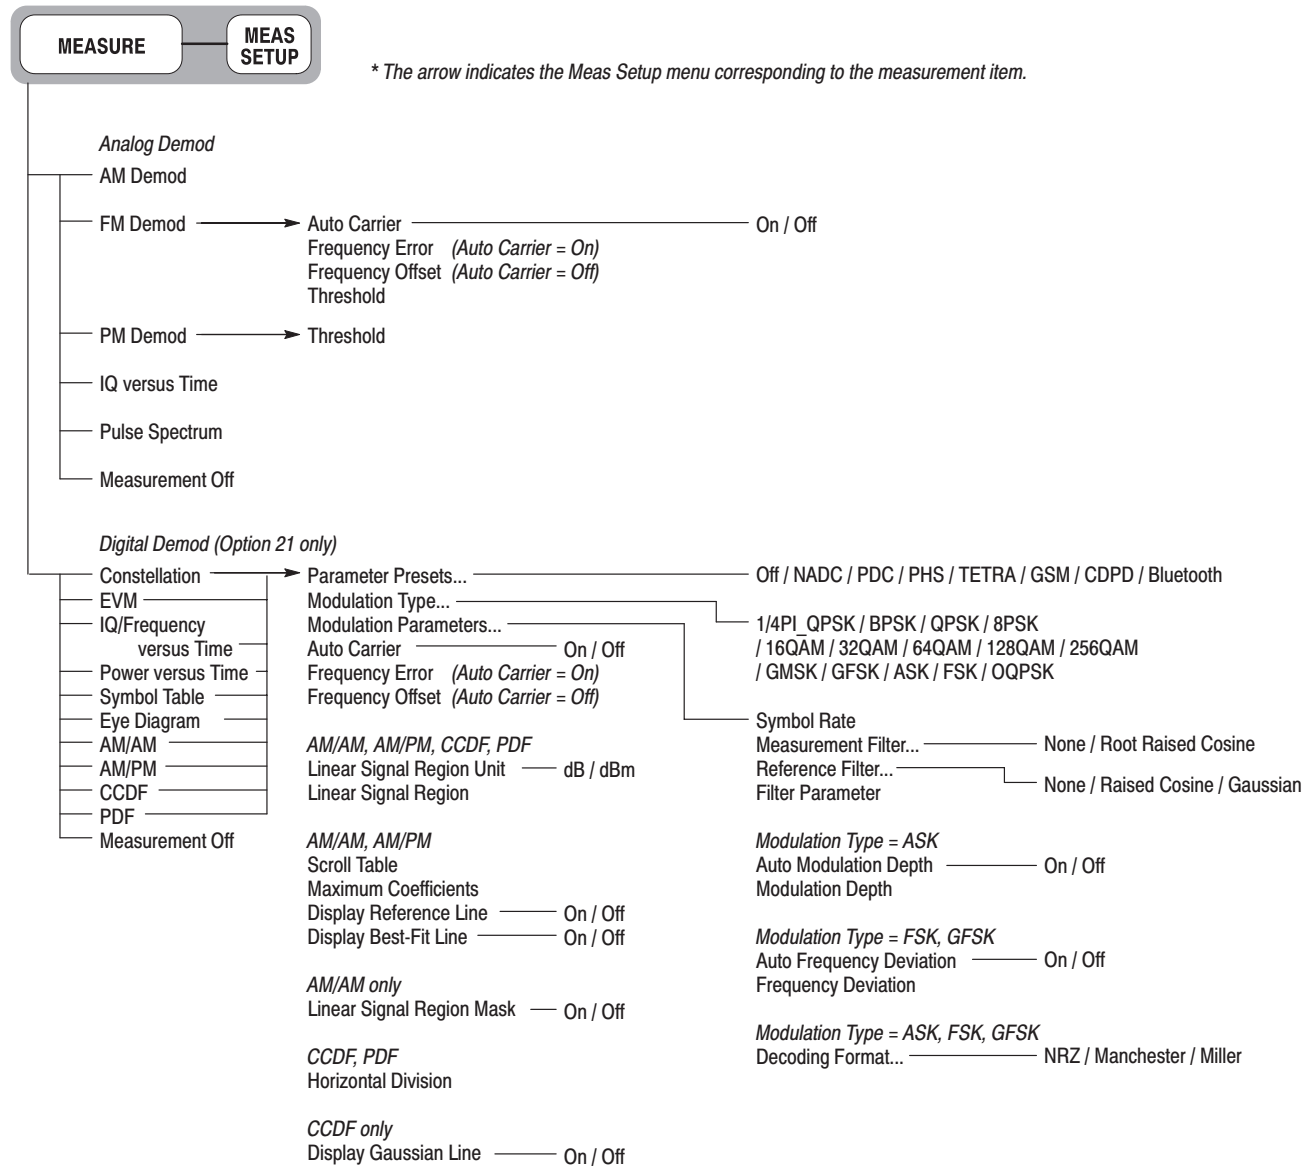 MEASURE
MEAS
SETUP
* The arrow indicates the Meas Setup menu corresponding to the measurement item.
Analog Demod
AM Demod
FM Demod
Auto Carrier
On / Off
Frequency Error (Auto Carrier = On)
Frequency Offset (Auto Carrier = Off)
Threshold
PM Demod
Threshold
IQ versus Time
Pulse Spectrum
Measurement Off
Digital Demod (Option 21 only)
Constellation
EVM
IQ/Frequency
versus Time
Power versus Time
Symbol Table
Eye Diagram
AM/AM
AM/PM
CCDF
PDF
Measurement Off
Parameter Presets...
Modulation Type...
Modulation Parameters...
Auto Carrier
On / Off
Frequency Error (Auto Carrier = On)
Frequency Offset (Auto Carrier = Off)
AM/AM, AM/PM, CCDF, PDF
Linear Signal Region Unit
dB / dBm
Linear Signal Region
AM/AM, AM/PM
Scroll Table
Maximum Coefficients
Display Reference Line
On / Off
Display Best-Fit Line
On / Off
AM/AM only
Linear Signal Region Mask
On / Off
CCDF, PDF
Horizontal Division
CCDF only
Display Gaussian Line
On / Off
Off / NADC / PDC / PHS / TETRA / GSM / CDPD / Bluetooth
1/4PI_QPSK / BPSK / QPSK / 8PSK
/ 16QAM / 32QAM / 64QAM / 128QAM / 256QAM
/ GMSK / GFSK / ASK / FSK / OQPSK
Symbol Rate
Measurement Filter...
None / Root Raised Cosine
Reference Filter...
None / Raised Cosine / Gaussian
Filter Parameter
Modulation Type = ASK
Auto Modulation Depth
On / Off
Modulation Depth
Modulation Type = FSK, GFSK
Auto Frequency Deviation
On / Off
Frequency Deviation
Modulation Type = ASK, FSK, GFSK
Decoding Format...
NRZ / Manchester / Miller